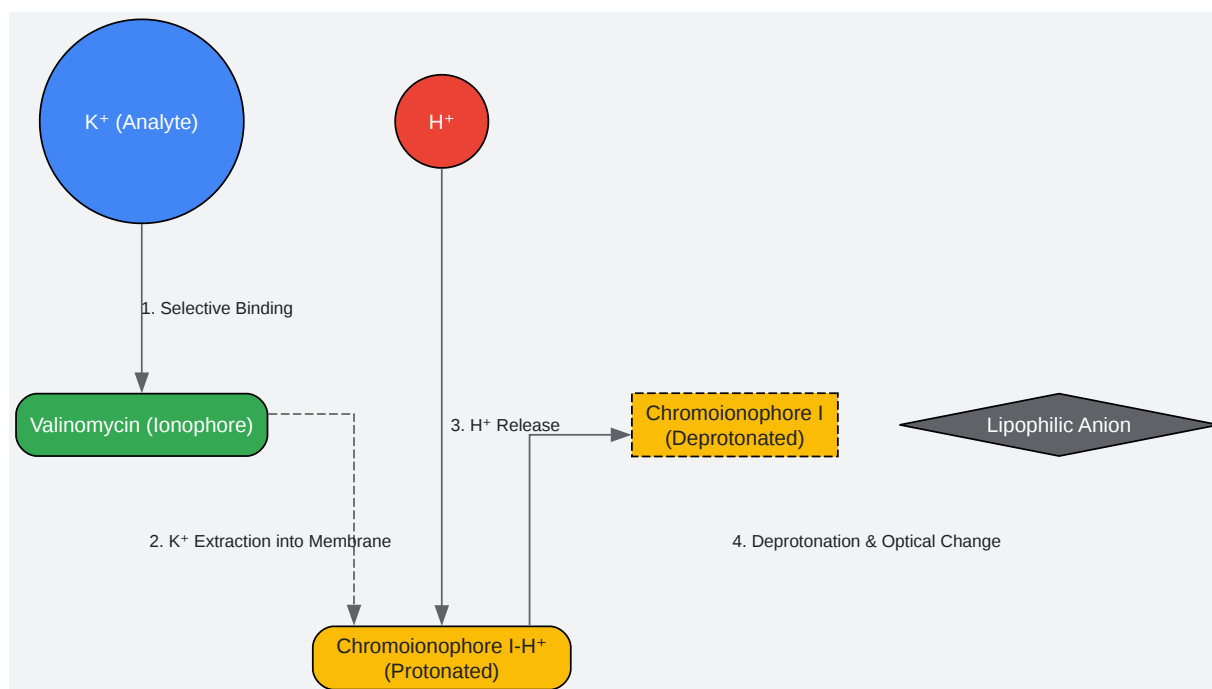 K⁺ (Analyte)
H⁺
1. Selective Binding
Valinomycin (Ionophore)
3. H⁺ Release
Chromoionophore I
(Deprotonated)
Lipophilic Anion
2. K⁺ Extraction into Membrane
4. Deprotonation & Optical Change
Chromoionophore I-H⁺
(Protonated)